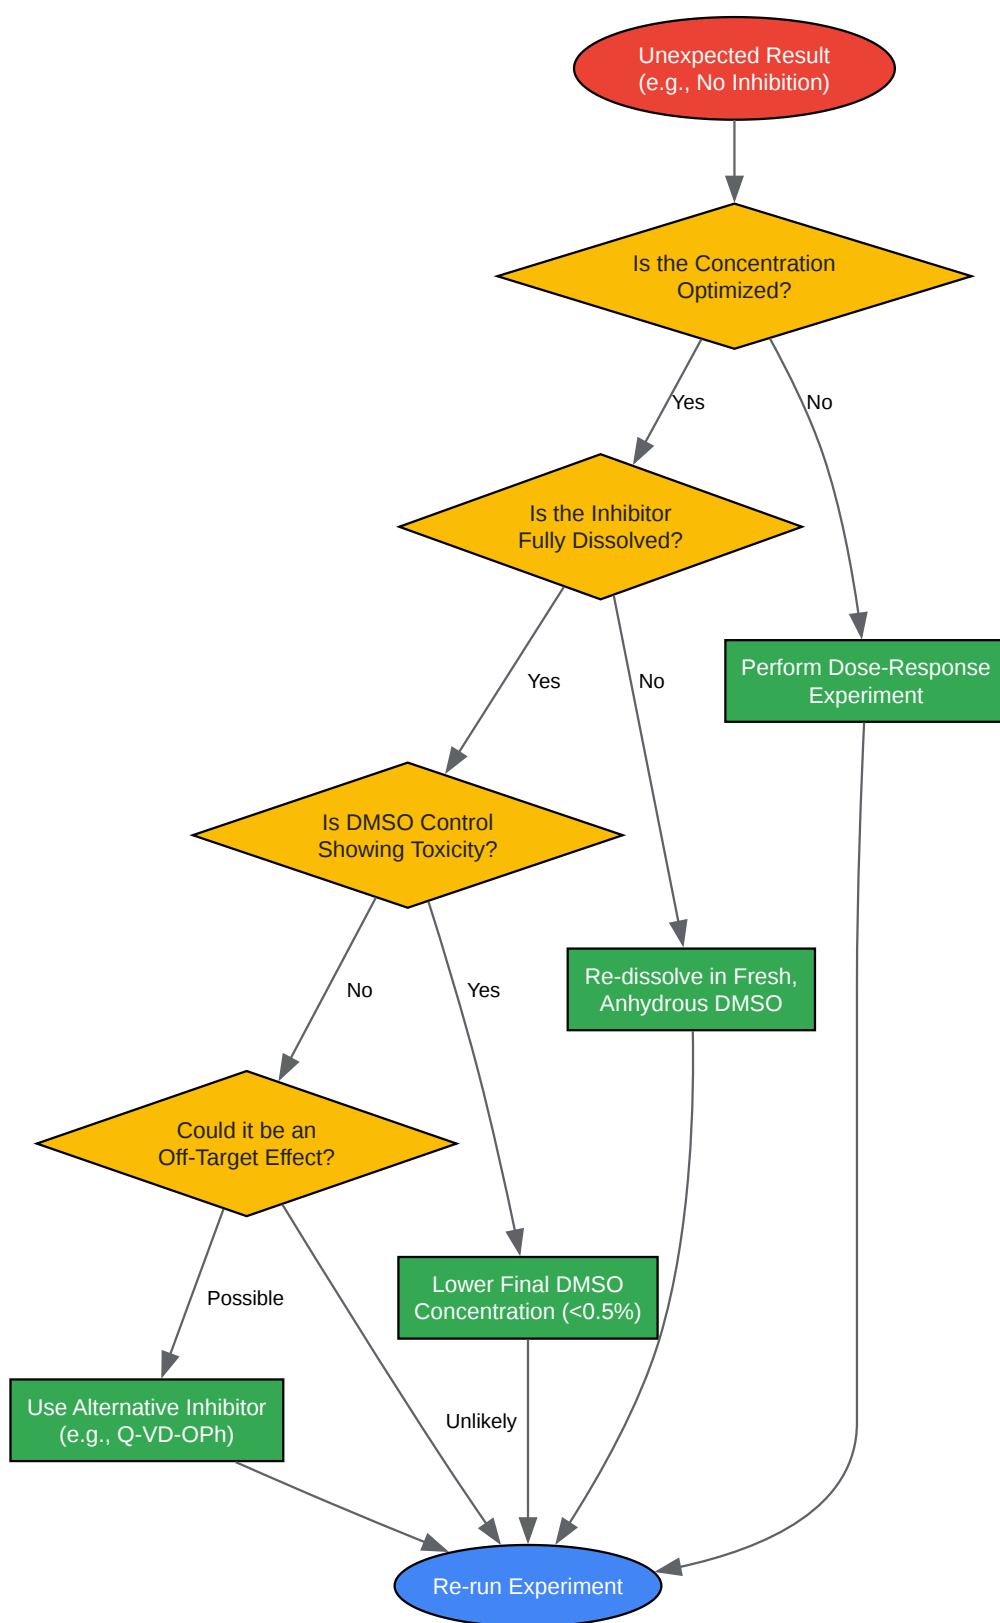 Unexpected Result
(e.g., No Inhibition)
Is the Concentration
Optimized?
Yes
No
Is the Inhibitor
Fully Dissolved?
Perform Dose-Response
Experiment
Yes
No
Is DMSO Control
Showing Toxicity?
Re-dissolve in Fresh,
Anhydrous DMSO
No
Yes
Could it be an
Off-Target Effect?
Lower Final DMSO
Concentration (<0.5%)
Possible
Use Alternative Inhibitor
(e.g., Q-VD-OPh)
Unlikely
Re-run Experiment